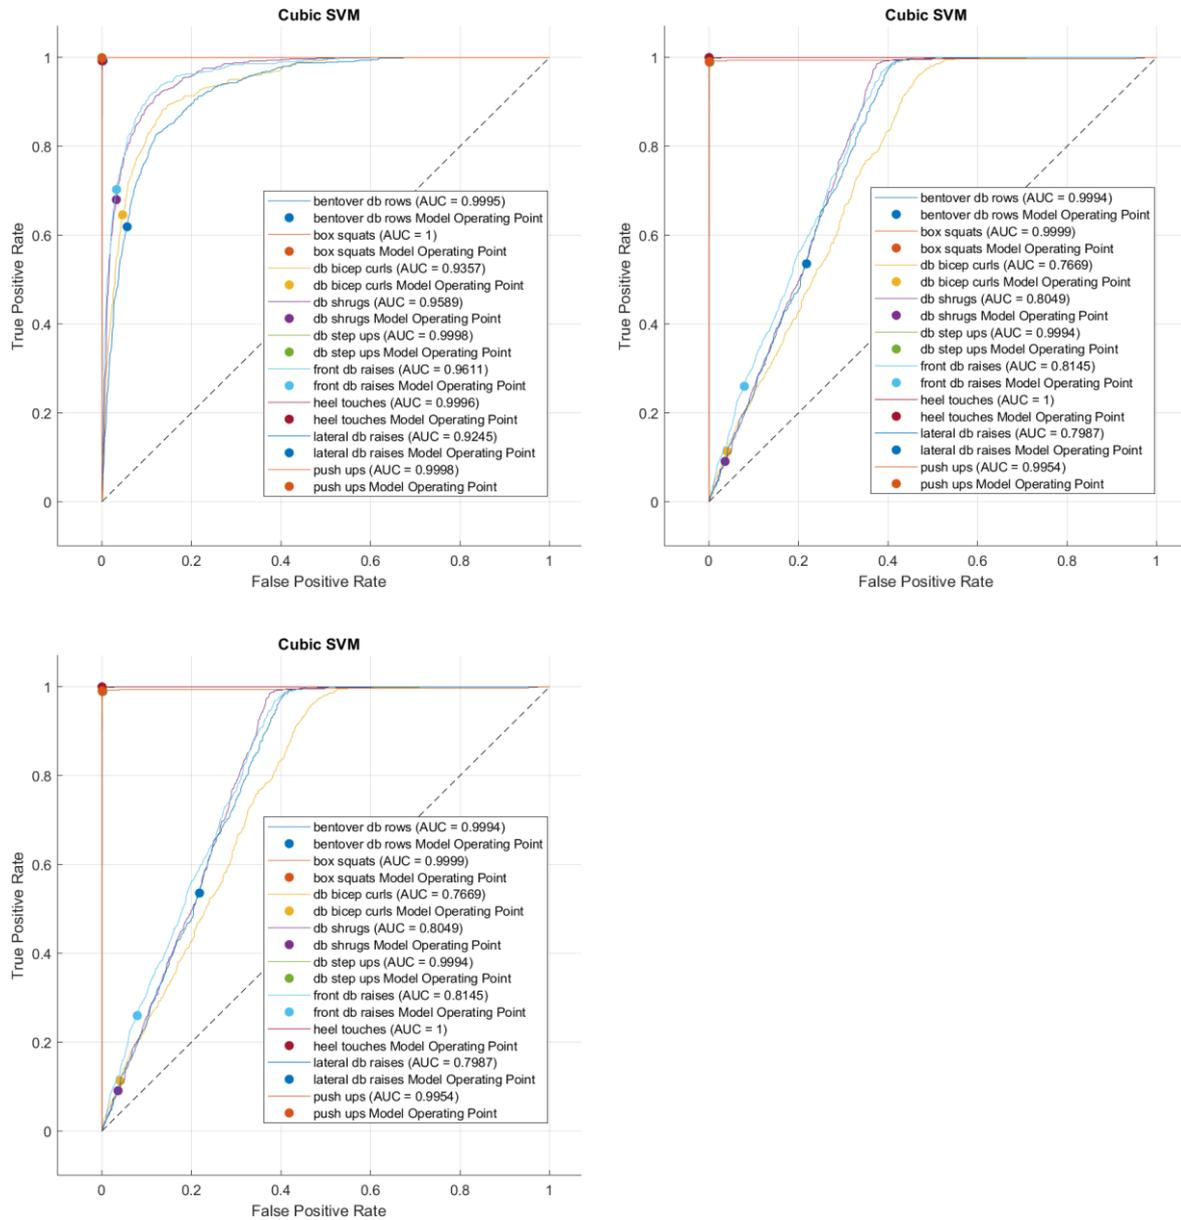 Cubic SVM
1
0.8
0.6
0.4
0.2
0
True Positive Rate
bentover db rows (AUC = 0.9995)
bentover db rows Model Operating Point
box squats (AUC = 1)
box squats Model Operating Point
db bicep curls (AUC = 0.9357)
db bicep curls Model Operating Point
db shrugs (AUC = 0.9589)
db shrugs Model Operating Point
db step ups (AUC = 0.9998)
db step ups Model Operating Point
front db raises (AUC = 0.9611)
front db raises Model Operating Point
heel touches (AUC = 0.9996)
heel touches Model Operating Point
lateral db raises (AUC = 0.9245)
lateral db raises Model Operating Point
push ups (AUC = 0.9998)
push ups Model Operating Point
0 0.2 0.4 0.6 0.8 1
False Positive Rate
Cubic SVM
1
0.8
0.6
0.4
0.2
0
True Positive Rate
bentover db rows (AUC = 0.9994)
bentover db rows Model Operating Point
box squats (AUC = 0.9999)
box squats Model Operating Point
db bicep curls (AUC = 0.7669)
db bicep curls Model Operating Point
db shrugs (AUC = 0.8049)
db shrugs Model Operating Point
db step ups (AUC = 0.9994)
db step ups Model Operating Point
front db raises (AUC = 0.8145)
front db raises Model Operating Point
heel touches (AUC = 1)
heel touches Model Operating Point
lateral db raises (AUC = 0.7987)
lateral db raises Model Operating Point
push ups (AUC = 0.9954)
push ups Model Operating Point
0 0.2 0.4 0.6 0.8 1
False Positive Rate
Cubic SVM
1
0.8
0.6
0.4
0.2
0
True Positive Rate
bentover db rows (AUC = 0.9994)
bentover db rows Model Operating Point
box squats (AUC = 0.9999)
box squats Model Operating Point
db bicep curls (AUC = 0.7669)
db bicep curls Model Operating Point
db shrugs (AUC = 0.8049)
db shrugs Model Operating Point
db step ups (AUC = 0.9994)
db step ups Model Operating Point
front db raises (AUC = 0.8145)
front db raises Model Operating Point
heel touches (AUC = 1)
heel touches Model Operating Point
lateral db raises (AUC = 0.7987)
lateral db raises Model Operating Point
push ups (AUC = 0.9954)
push ups Model Operating Point
0 0.2 0.4 0.6 0.8 1
False Positive Rate